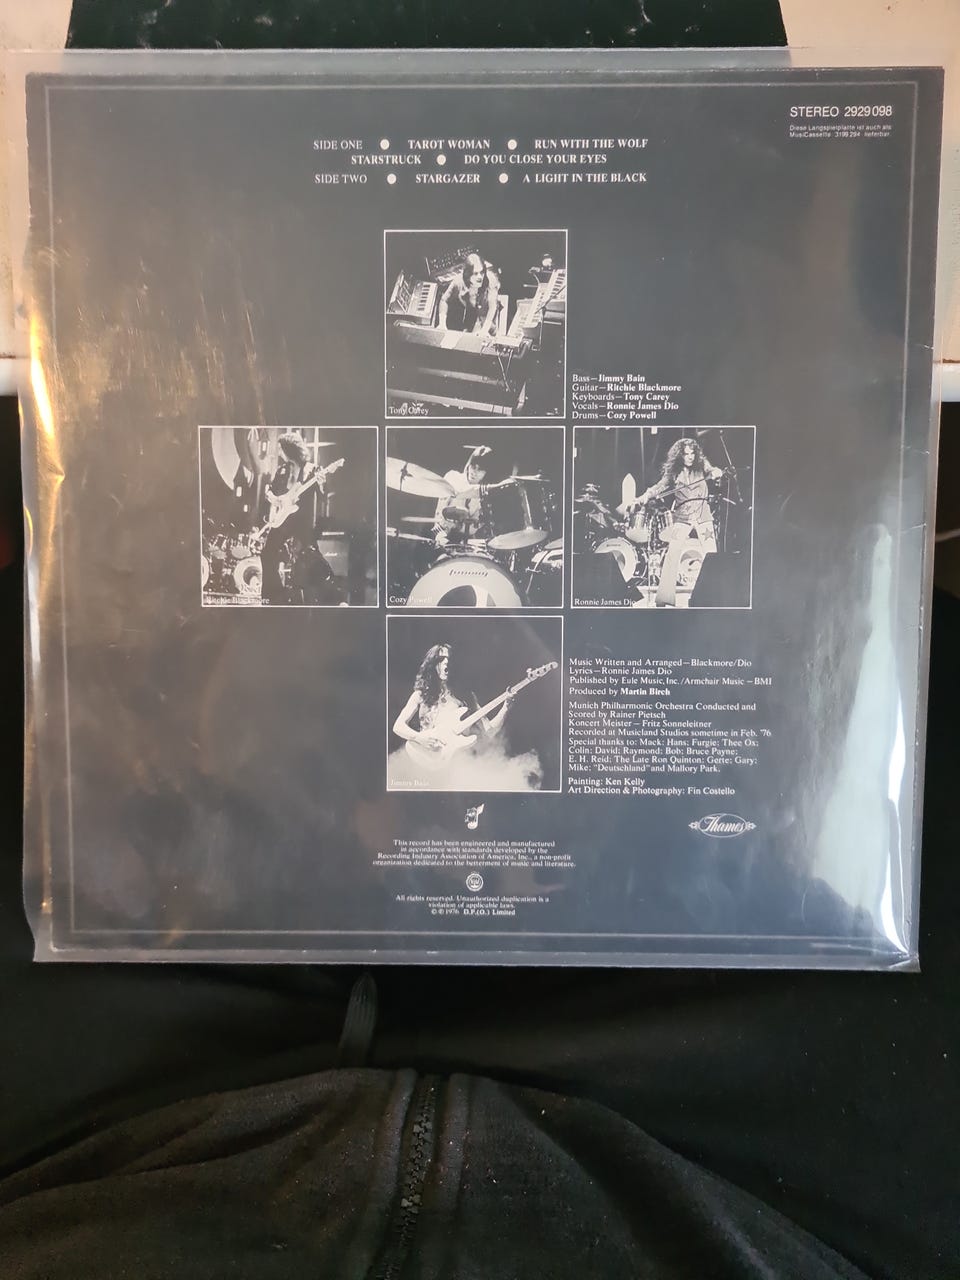 STEREO 2929098
Diese Langspielplatte ist auch als
MusiCassette 3199 294 lieferbar.
SIDE ONE ● TAROT WOMAN ● RUN WITH THE WOLF
STARSTRUCK ● DO YOU CLOSE YOUR EYES
SIDE TWO ● STARGAZER ● A LIGHT IN THE BLACK
Tony Carey
Bass—Jimmy Bain
Guitar—Ritchie Blackmore
Keyboards—Tony Carey
Vocals—Ronnie James Dio
Drums—Cozy Powell
Ritchie Blackmore
Cozy Powell
Ronnie James Dio
Jimmy Bain
Music Written and Arranged—Blackmore/Dio
Lyrics—Ronnie James Dio
Published by Eule Music, Inc./Armchair Music—BMI
Produced by Martin Birch
Munich Philharmonic Orchestra Conducted and
Scored by Rainer Pietsch
Koncert Meister—Fritz Sonneleitner
Recorded at Musicland Studios sometime in Feb. '76
Special thanks to: Mack: Hans: Furgie: Thee Ox:
Colin: David: Raymond: Bob: Bruce Payne:
E. H. Reid: The Late Ron Quinton: Gerte: Gary:
Mike: "Deutschland" and Mallory Park.
Painting: Ken Kelly
Art Direction & Photography: Fin Costello
Thames
This record has been engineered and manufactured
in accordance with standards developed by the
Recording Industry Association of America, Inc., a non-profit
organization dedicated to the betterment of music and literature.
All rights reserved. Unauthorized duplication is a
violation of applicable laws.
℗ © 1976 D.P.(O.) Limited